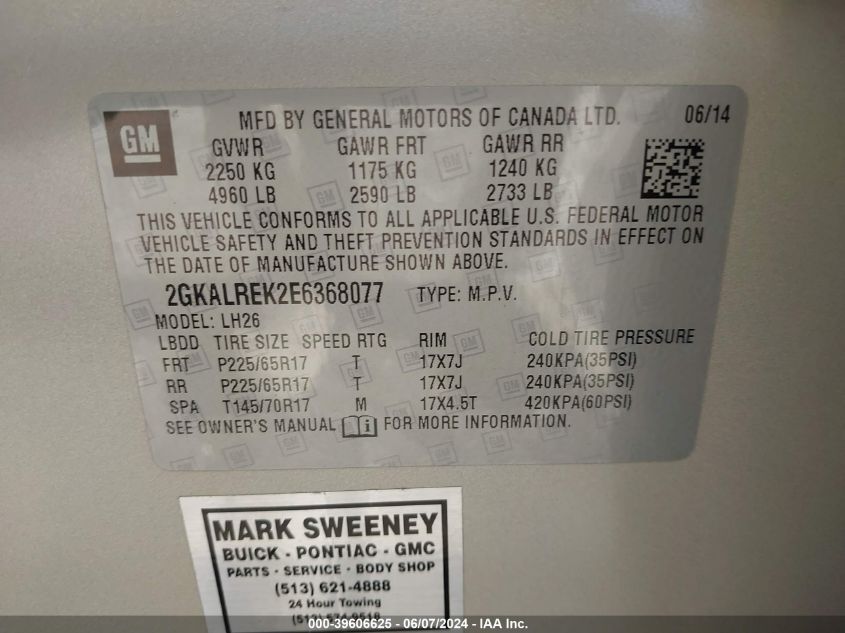 GM
MFD BY GENERAL MOTORS OF CANADA LTD. 06/14
GVWR GAWR FRT GAWR RR
2250 KG 1175 KG 1240 KG
4960 LB 2590 LB 2733 LB
THIS VEHICLE CONFORMS TO ALL APPLICABLE U.S. FEDERAL MOTOR
VEHICLE SAFETY AND THEFT PREVENTION STANDARDS IN EFFECT ON
THE DATE OF MANUFACTURE SHOWN ABOVE.
2GKALREK2E6368077 TYPE: M.P.V.
MODEL: LH26
LBDD TIRE SIZE SPEED RTG RIM COLD TIRE PRESSURE
FRT P225/65R17 T 17X7J 240KPA(35PSI)
RR P225/65R17 T 17X7J 240KPA(35PSI)
SPA T145/70R17 M 17X4.5T 420KPA(60PSI)
SEE OWNER'S MANUAL FOR MORE INFORMATION.
MARK SWEENEY
BUICK - PONTIAC - GMC
PARTS - SERVICE - BODY SHOP
(513) 621-4888
24 Hour Towing
000-39606625 - 06/07/2024 - IAA Inc.